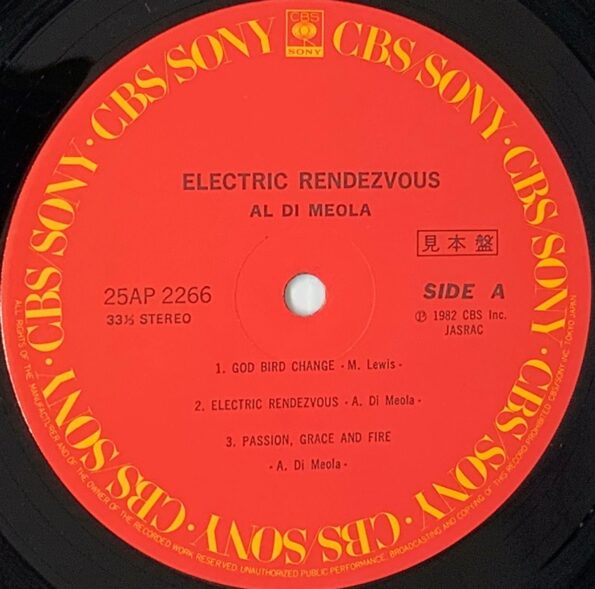 CBS
SONY
CBS/SONY · CBS/SONY · CBS/SONY · CBS/SONY · CBS/SONY · CBS/SONY · CBS/SONY · CBS/SONY · CBS/SONY · CBS/SONY
ELECTRIC RENDEZVOUS
AL DI MEOLA
見本盤
25AP 2266
SIDE A
33⅓ STEREO
Ⓟ 1982 CBS Inc.
JASRAC
1. GOD BIRD CHANGE - M. Lewis -
2. ELECTRIC RENDEZVOUS - A. Di Meola -
3. PASSION, GRACE AND FIRE
- A. Di Meola -
ALL RIGHTS OF THE MANUFACTURER AND OF THE OWNER OF THE RECORDED WORK RESERVED. UNAUTHORIZED PUBLIC PERFORMANCE, BROADCASTING AND COPYING OF THIS RECORD PROHIBITED. CBS/SONY INC. TOKYO JAPAN